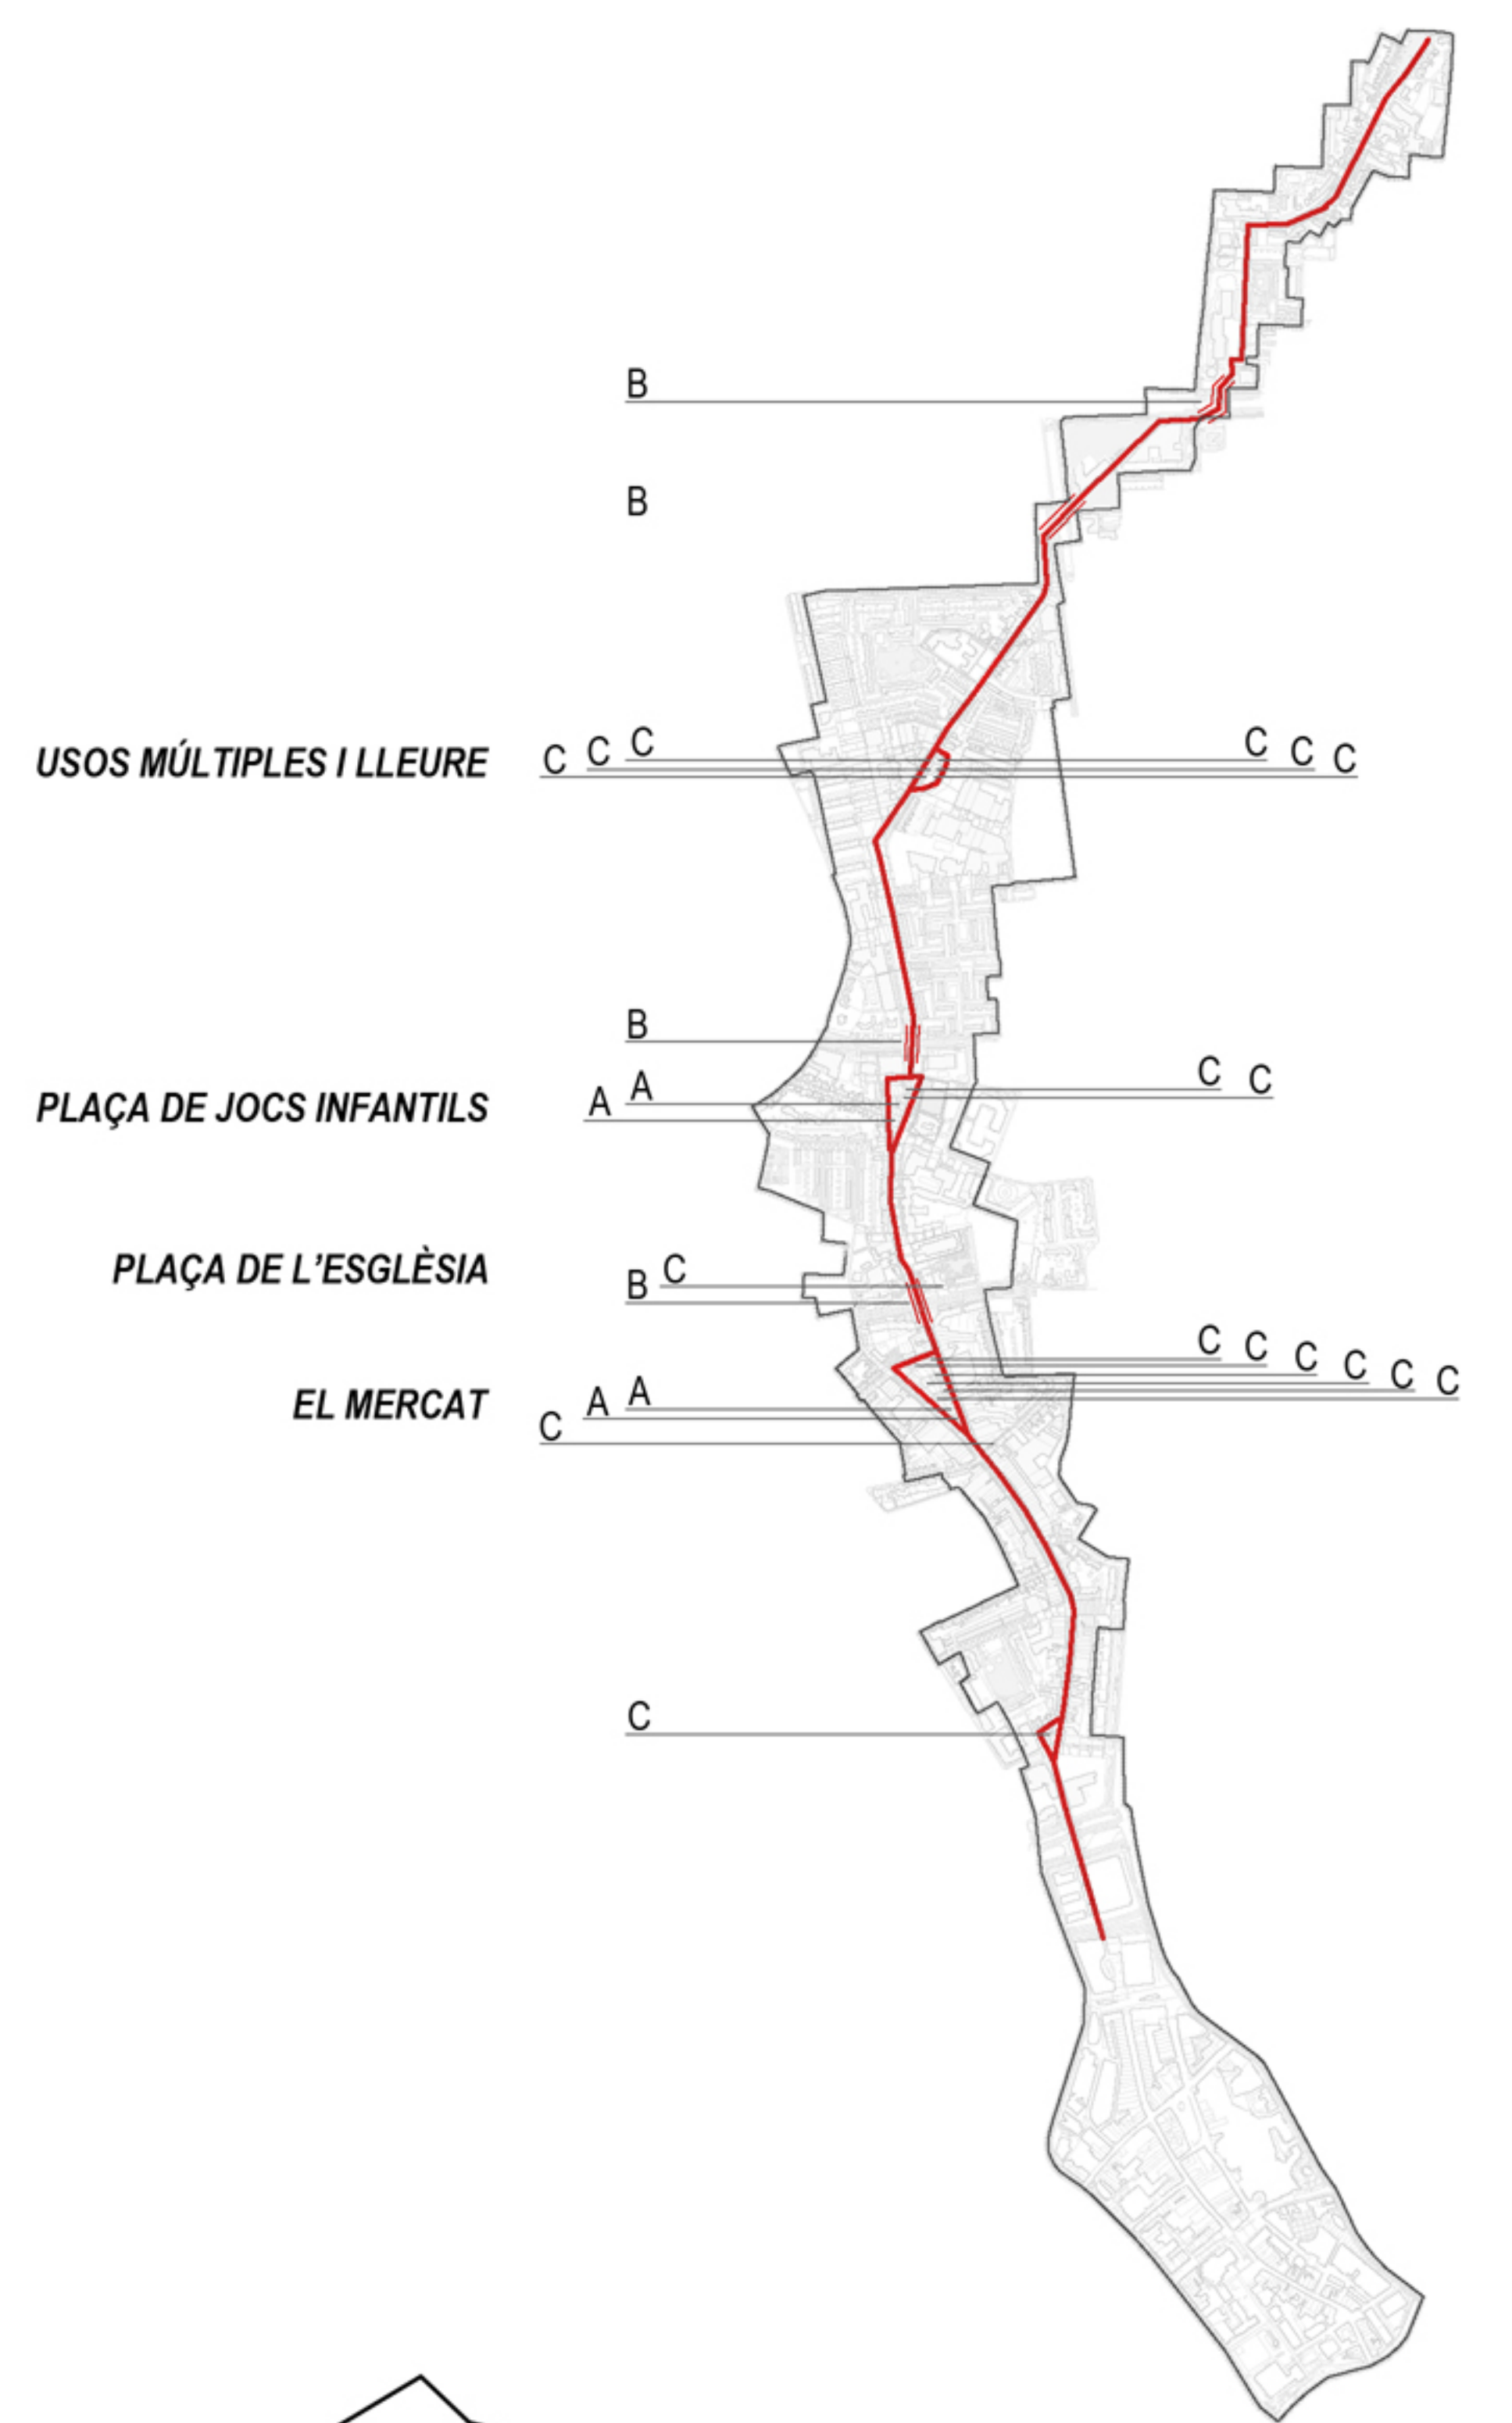 B
B
USOS MÚLTIPLES I LLEURE C C C C C C
B
PLAÇA DE JOCS INFANTILS A A C C
PLAÇA DE L'ESGLÈSIA B C
C C C C C C
EL MERCAT C A A
C